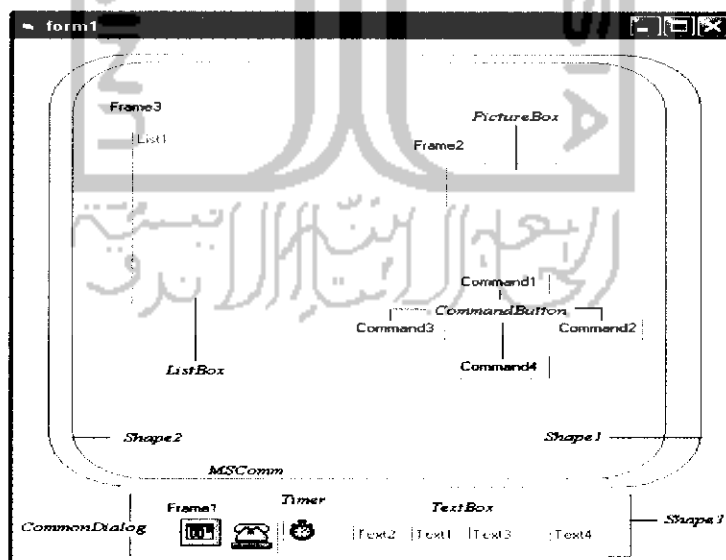 form1
Frame3
List1
PictureBox
Frame2
Command1
CommandButton
Command3
Command2
Command4
ListBox
Shape2
Shape1
MSComm
Timer
TextBox
CommonDialog
Frame1
Text2
Text1
Text3
Text4
Shape3